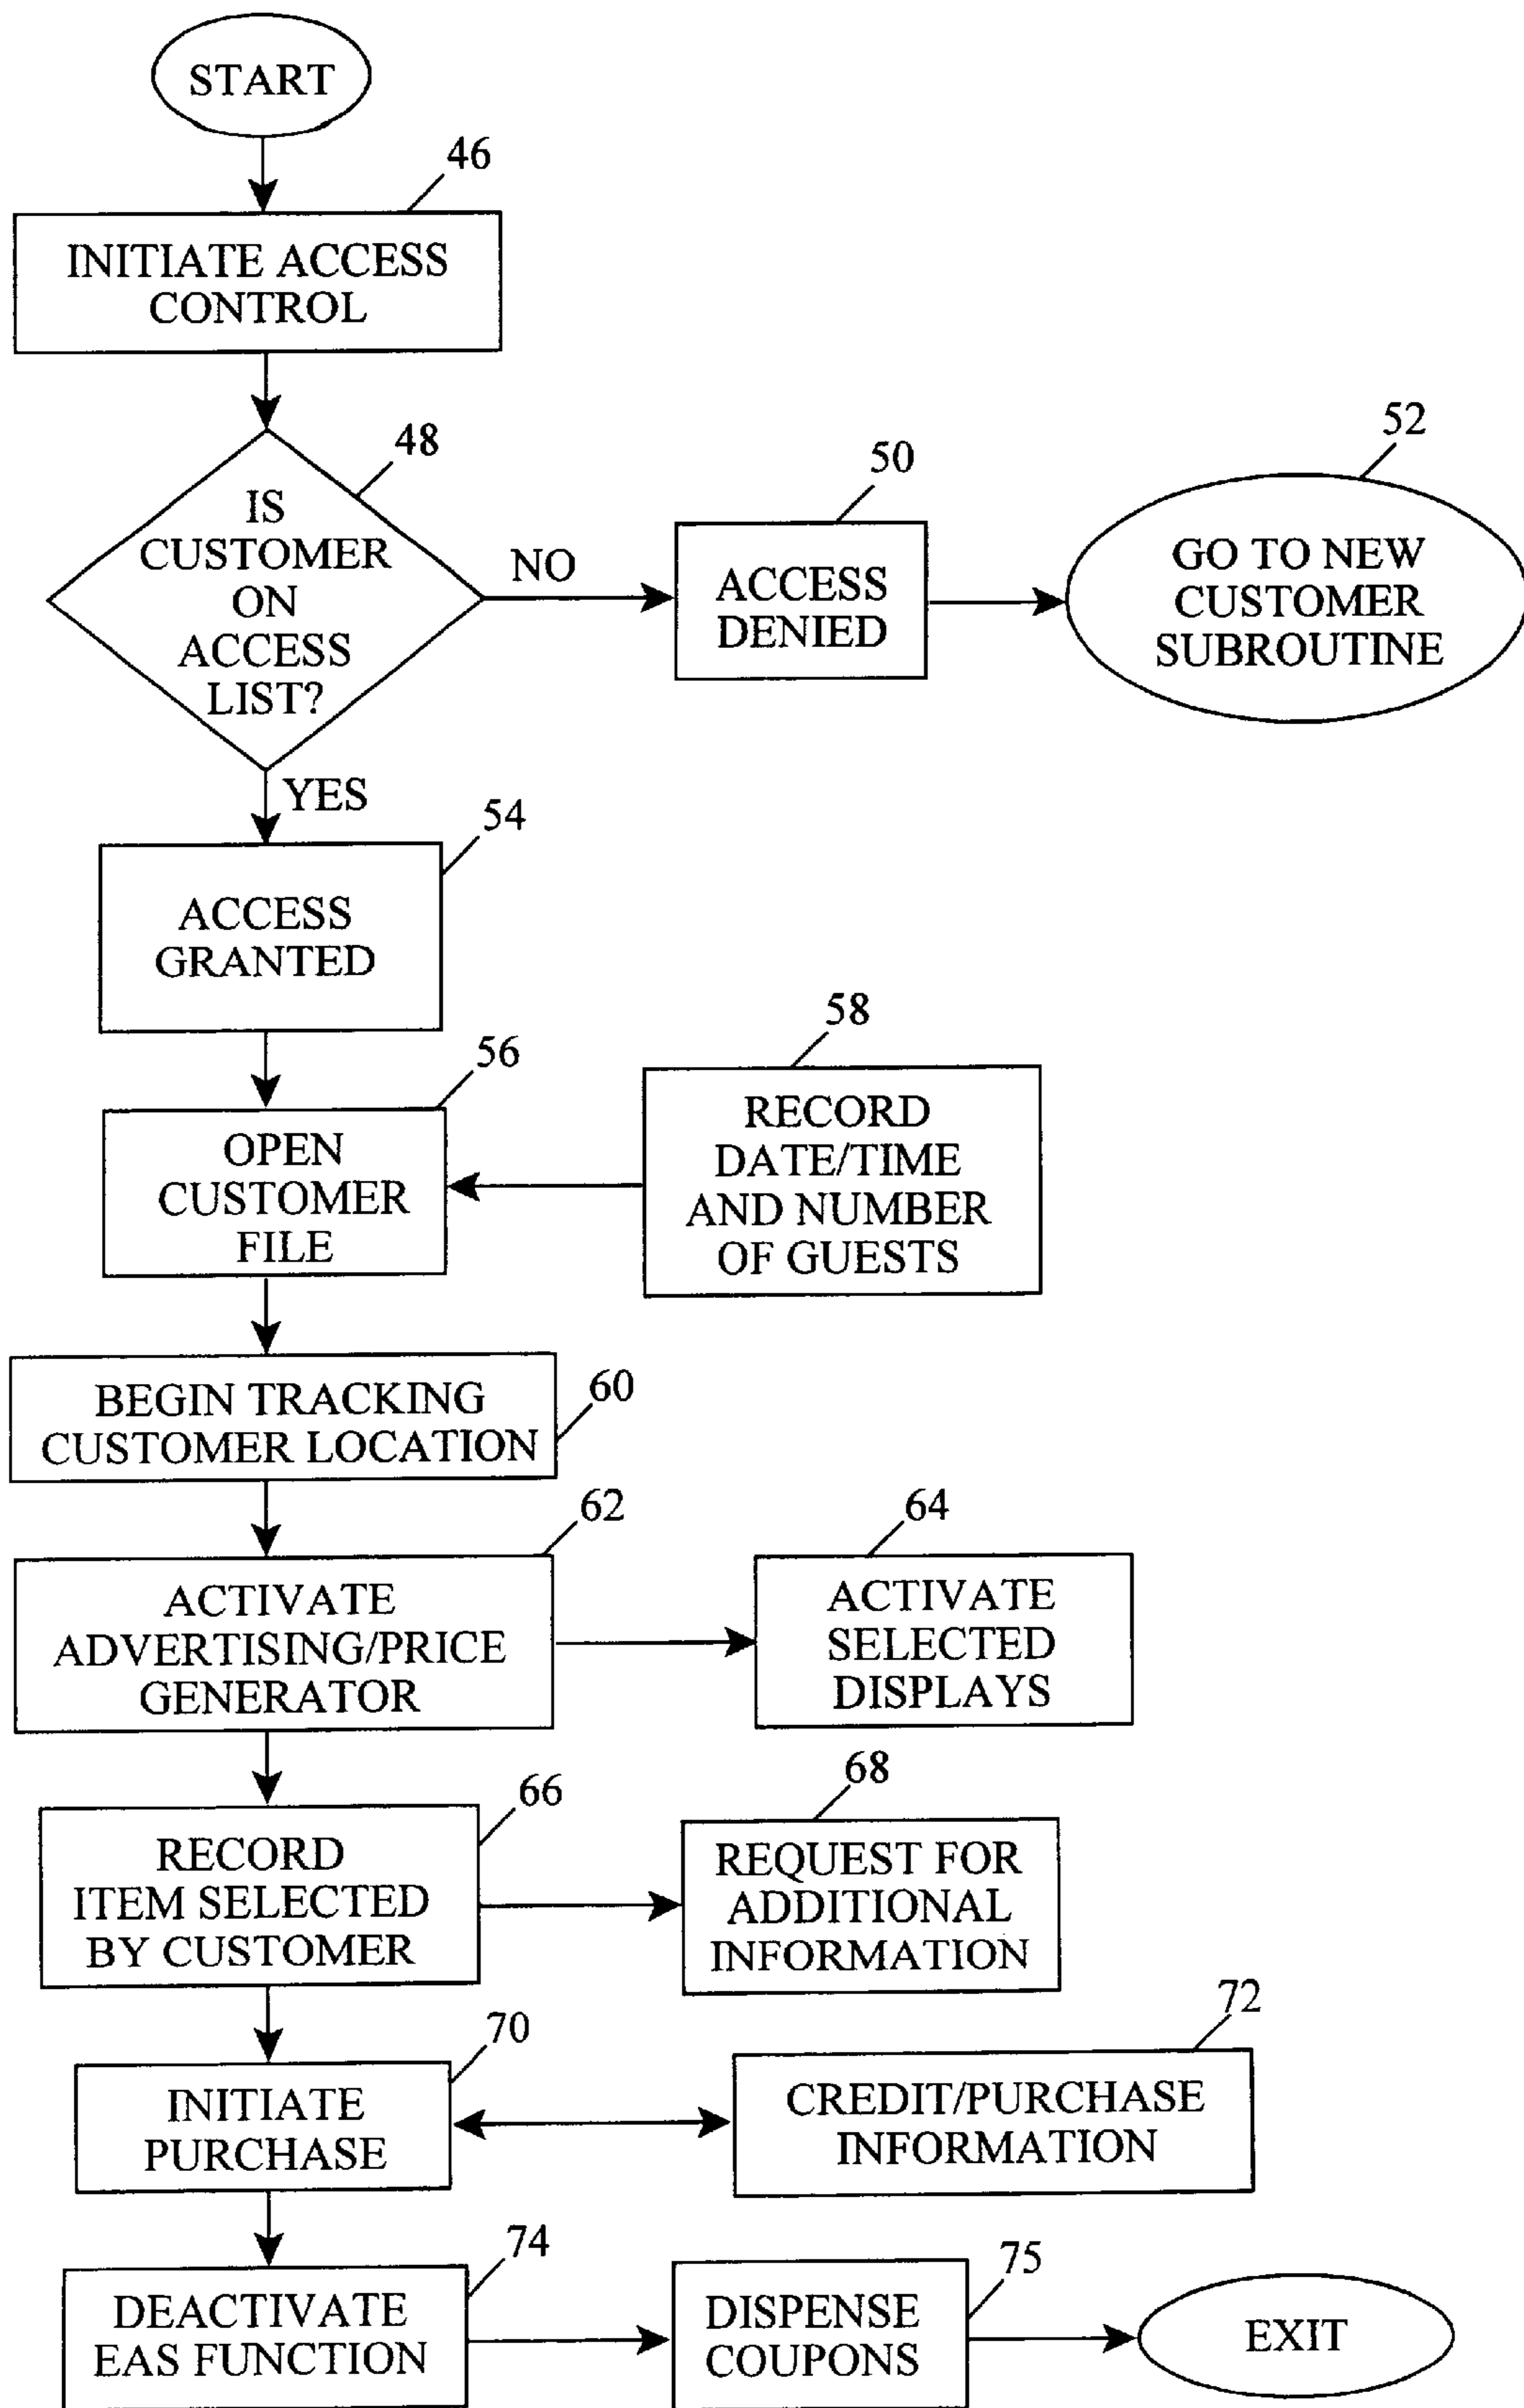 START
46
INITIATE ACCESS
CONTROL
48
IS
CUSTOMER
ON
ACCESS
LIST?
NO
50
ACCESS
DENIED
52
GO TO NEW
CUSTOMER
SUBROUTINE
YES
54
ACCESS
GRANTED
56
OPEN
CUSTOMER
FILE
58
RECORD
DATE/TIME
AND NUMBER
OF GUESTS
BEGIN TRACKING
CUSTOMER LOCATION
60
62
ACTIVATE
ADVERTISING/PRICE
GENERATOR
64
ACTIVATE
SELECTED
DISPLAYS
66
RECORD
ITEM SELECTED
BY CUSTOMER
68
REQUEST FOR
ADDITIONAL
INFORMATION
70
INITIATE
PURCHASE
72
CREDIT/PURCHASE
INFORMATION
74
DEACTIVATE
EAS FUNCTION
75
DISPENSE
COUPONS
EXIT